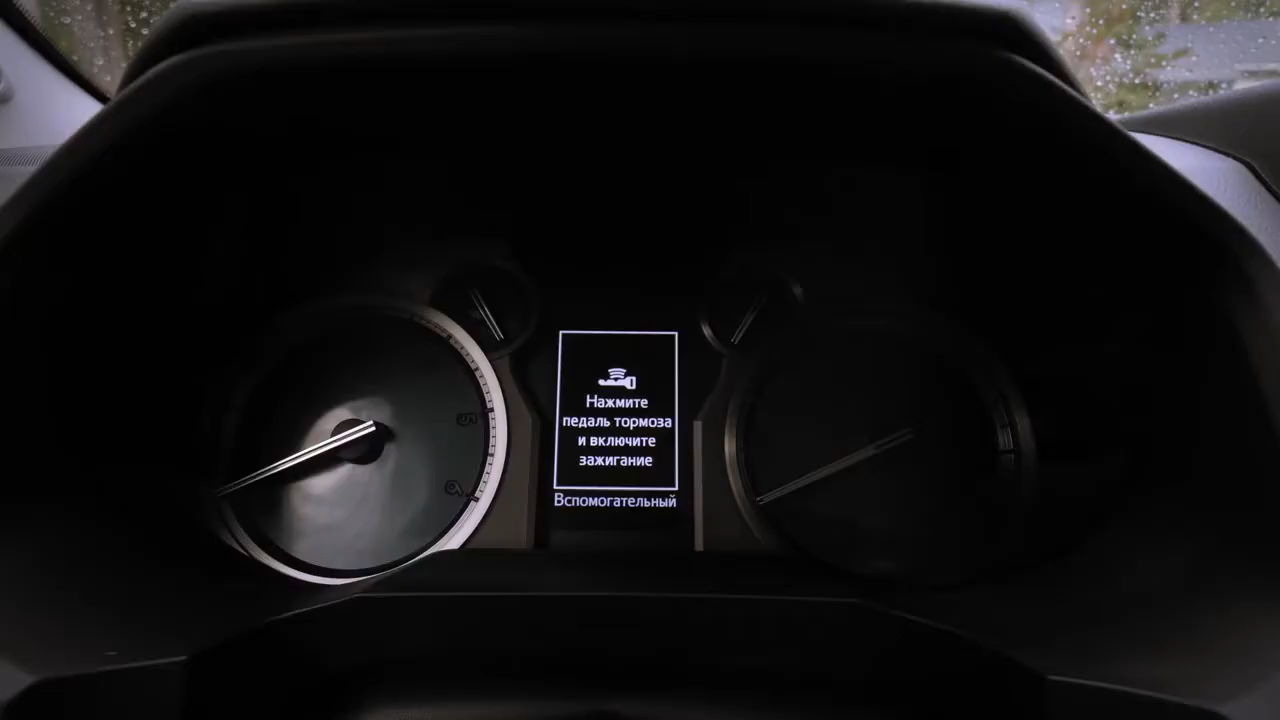 Нажмите
педаль тормоза
и включите
зажигание
Вспомогательный